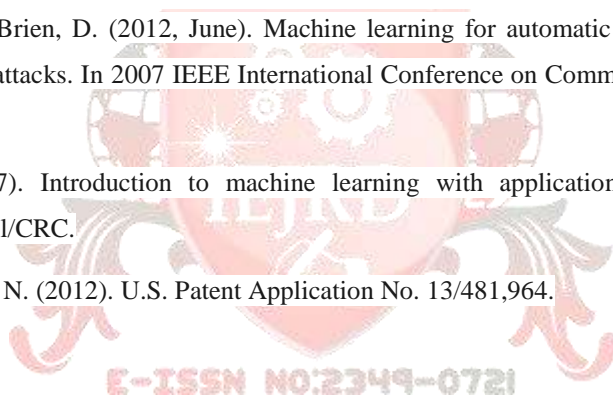 Brien, D. (2012, June). Machine learning for automatic
attacks. In 2007 IEEE International Conference on Comm
7). Introduction to machine learning with application
l/CRC.
N. (2012). U.S. Patent Application No. 13/481,964.
IEJRD
E-ISSN NO:2349-0721